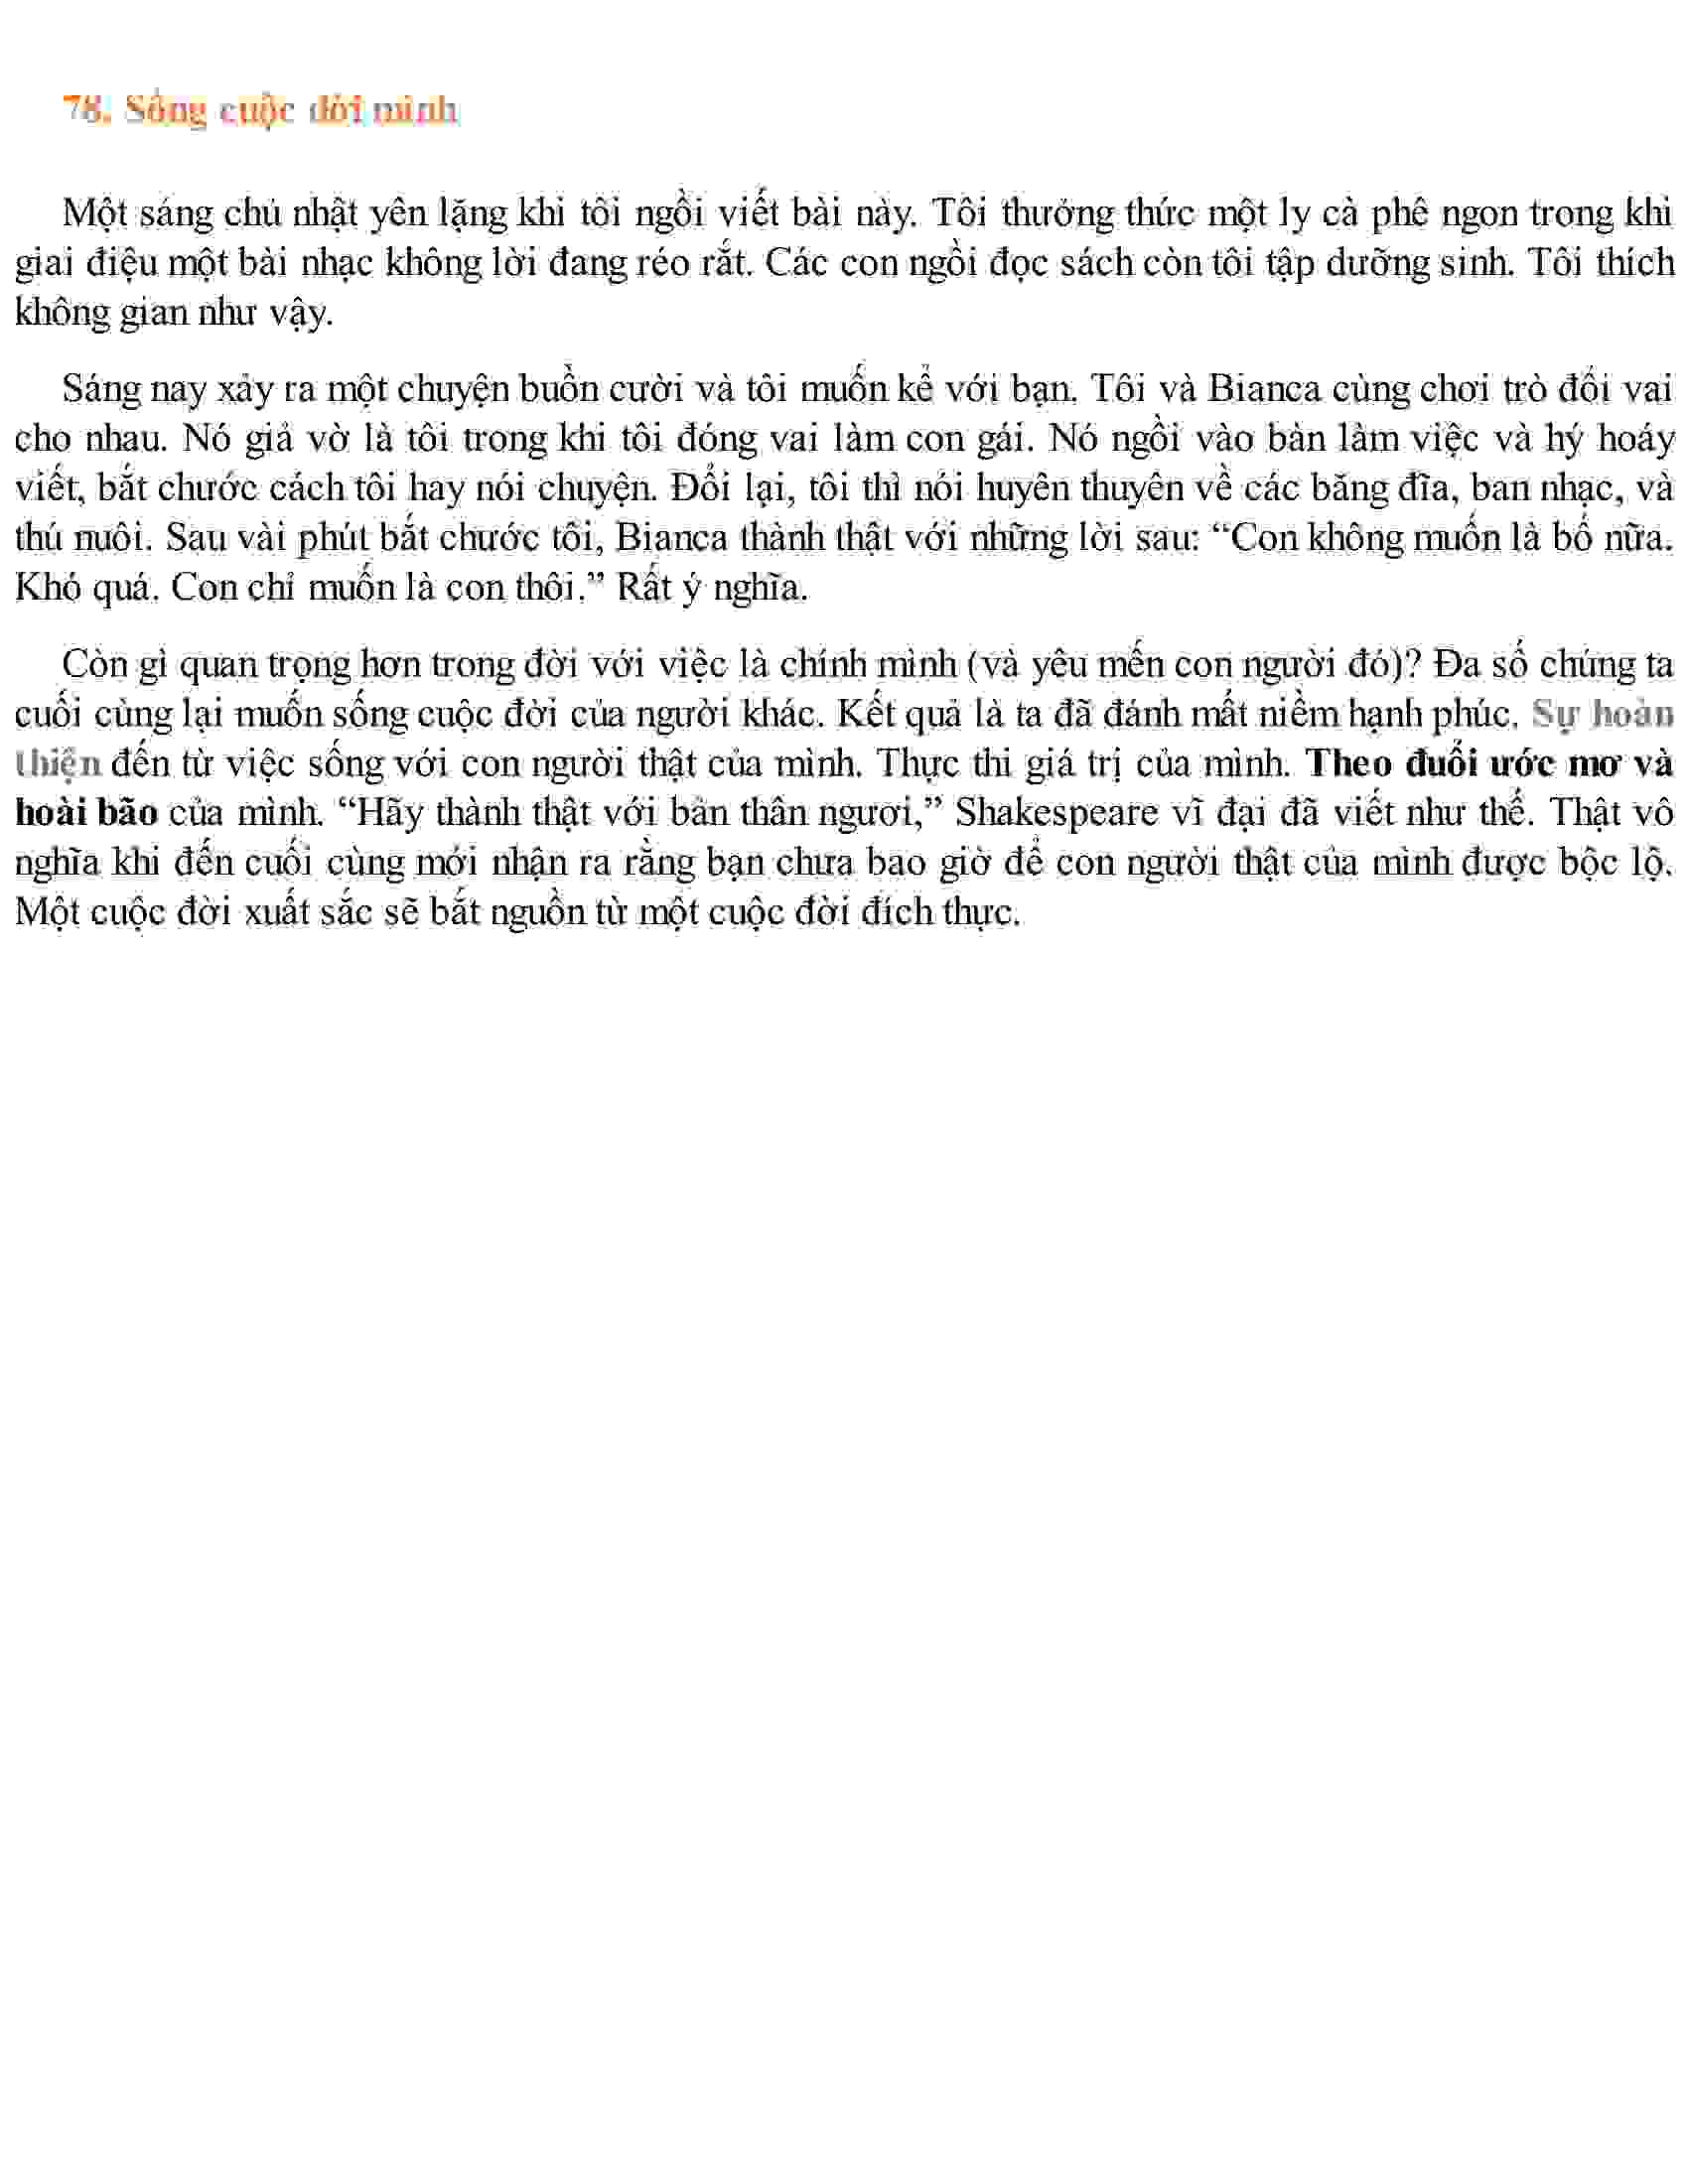 78. Sống cuộc đời mình
Một sáng chủ nhật yên lặng khi tôi ngồi viết bài này. Tôi thưởng thức một ly cà phê ngon trong khi
giai điệu một bài nhạc không lời đang réo rắt. Các con ngồi đọc sách còn tôi tập dưỡng sinh. Tôi thích
không gian như vậy.
Sáng nay xảy ra một chuyện buồn cười và tôi muốn kể với bạn. Tôi và Bianca cùng chơi trò đổi vai
cho nhau. Nó giả vờ là tôi trong khi tôi đóng vai làm con gái. Nó ngồi vào bàn làm việc và hý hoáy
viết, bắt chước cách tôi hay nói chuyện. Đổi lại, tôi thì nói huyên thuyên về các băng đĩa, ban nhạc, và
thú nuôi. Sau vài phút bắt chước tôi, Bianca thành thật với những lời sau: “Con không muốn là bố nữa.
Khó quá. Con chỉ muốn là con thôi.” Rất ý nghĩa.
Còn gì quan trọng hơn trong đời với việc là chính mình (và yêu mến con người đó)? Đa số chúng ta
cuối cùng lại muốn sống cuộc đời của người khác. Kết quả là ta đã đánh mất niềm hạnh phúc. Sự hoàn
thiện đến từ việc sống với con người thật của mình. Thực thi giá trị của mình. Theo đuổi ước mơ và
hoài bão của mình. “Hãy thành thật với bản thân ngươi,” Shakespeare vĩ đại đã viết như thế. Thật vô
nghĩa khi đến cuối cùng mới nhận ra rằng bạn chưa bao giờ để con người thật của mình được bộc lộ.
Một cuộc đời xuất sắc sẽ bắt nguồn từ một cuộc đời đích thực.